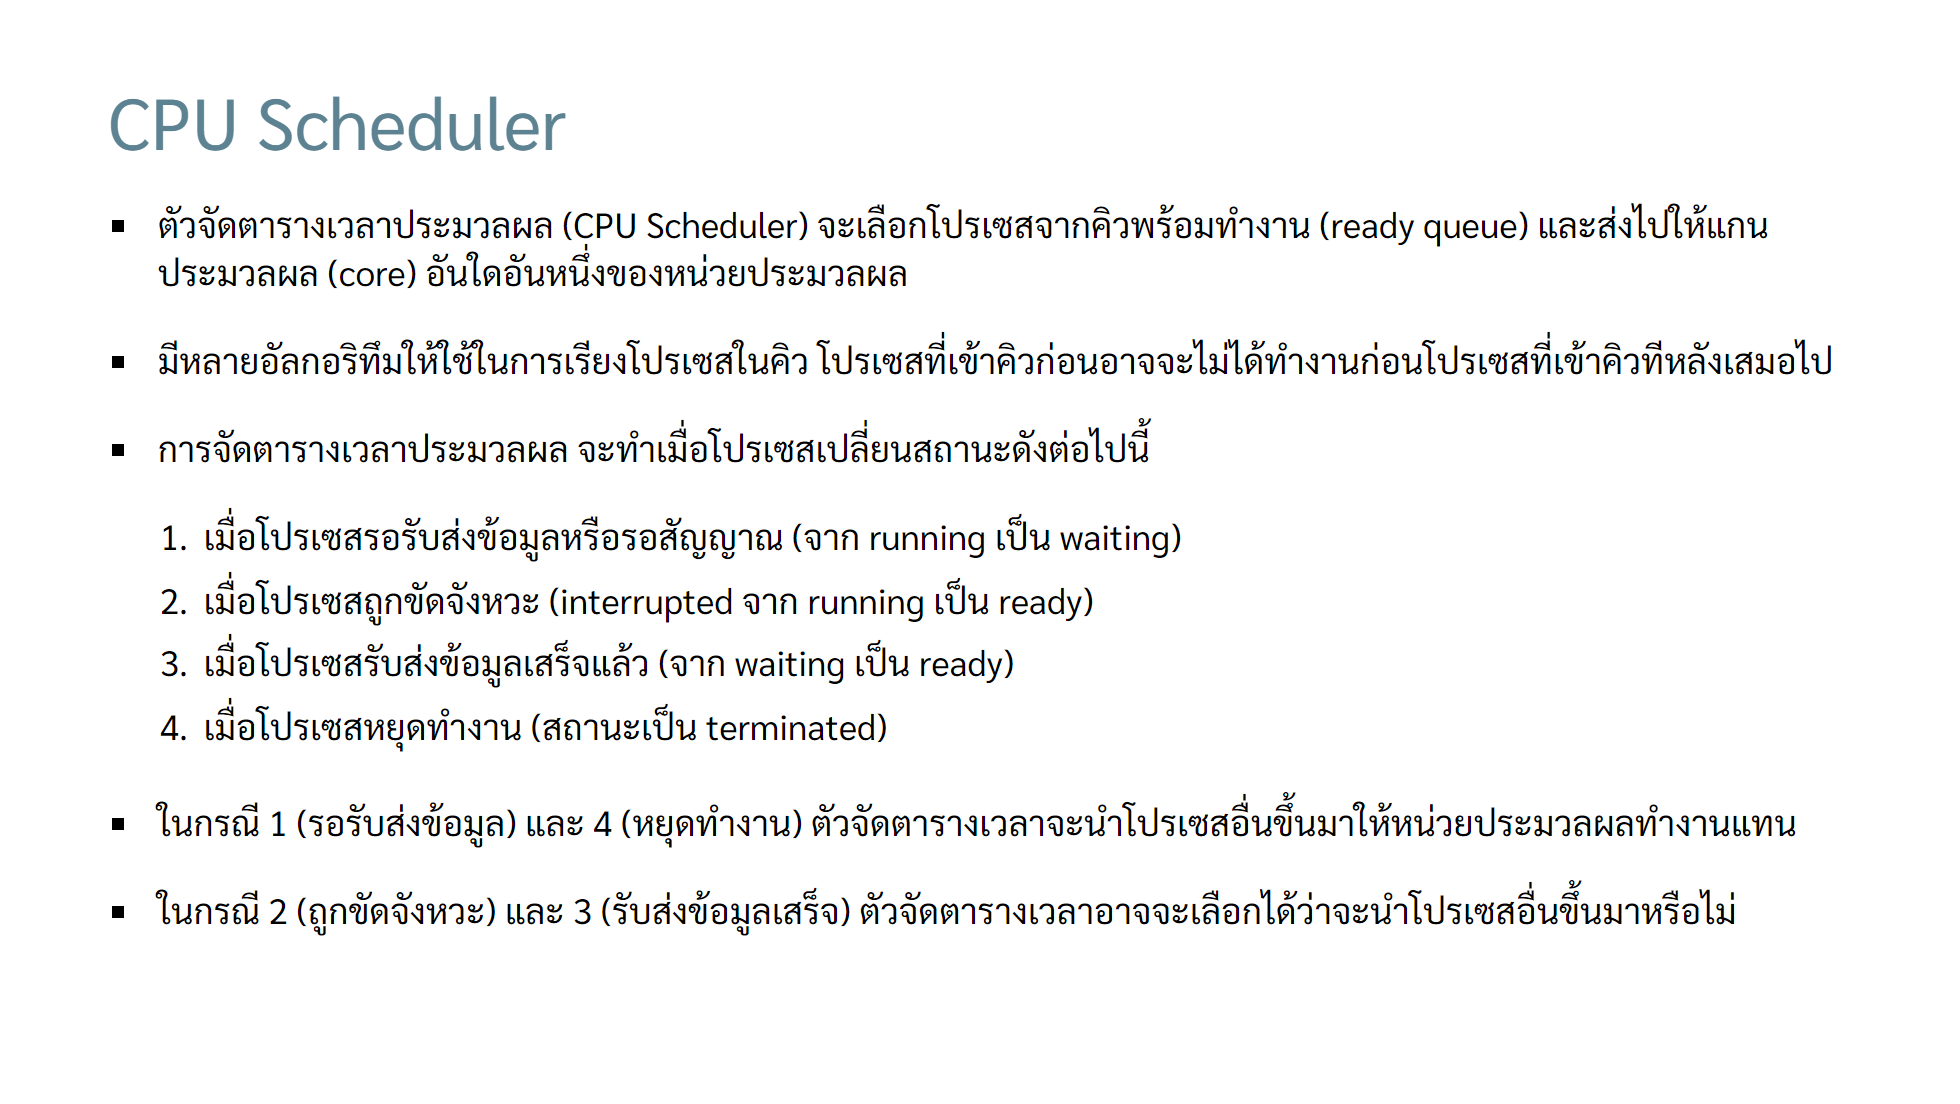 CPU Scheduler
▪ ตัวจัดตารางเวลาประมวลผล (CPU Scheduler) จะเลือกโปรเซสจากคิวพร้อมทำงาน (ready queue) และส่งไปให้แกน
ประมวลผล (core) อันใดอันหนึ่งของหน่วยประมวลผล
▪ มีหลายอัลกอริทึมให้ใช้ในการเรียงโปรเซสในคิว โปรเซสที่เข้าคิวก่อนอาจจะไม่ได้ทำงานก่อนโปรเซสที่เข้าคิวทีหลังเสมอไป
▪ การจัดตารางเวลาประมวลผล จะทำเมื่อโปรเซสเปลี่ยนสถานะดังต่อไปนี้
1. เมื่อโปรเซสรอรับส่งข้อมูลหรือรอสัญญาณ (จาก running เป็น waiting)
2. เมื่อโปรเซสถูกขัดจังหวะ (interrupted จาก running เป็น ready)
3. เมื่อโปรเซสรับส่งข้อมูลเสร็จแล้ว (จาก waiting เป็น ready)
4. เมื่อโปรเซสหยุดทำงาน (สถานะเป็น terminated)
▪ ในกรณี 1 (รอรับส่งข้อมูล) และ 4 (หยุดทำงาน) ตัวจัดตารางเวลาจะนำโปรเซสอื่นขึ้นมาให้หน่วยประมวลผลทำงานแทน
▪ ในกรณี 2 (ถูกขัดจังหวะ) และ 3 (รับส่งข้อมูลเสร็จ) ตัวจัดตารางเวลาอาจจะเลือกได้ว่าจะนำโปรเซสอื่นขึ้นมาหรือไม่